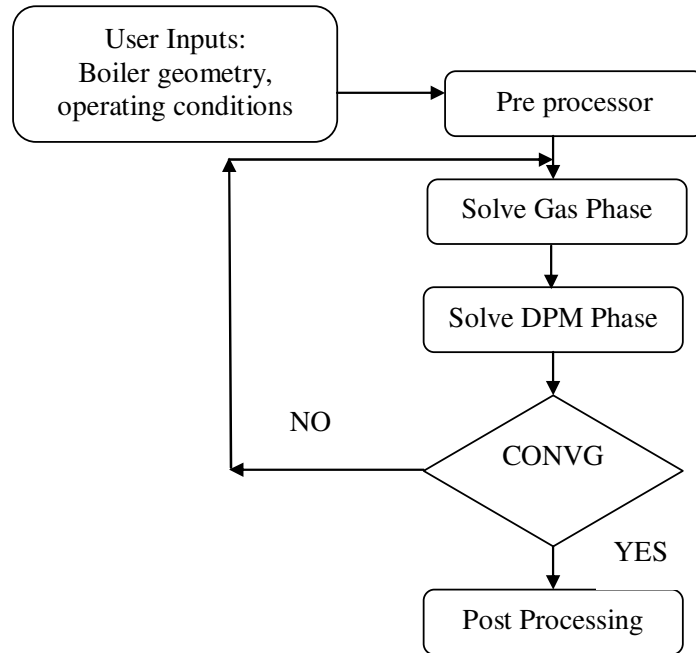 User Inputs:
Boiler geometry,
operating conditions
Pre processor
Solve Gas Phase
Solve DPM Phase
NO
CONVG
YES
Post Processing